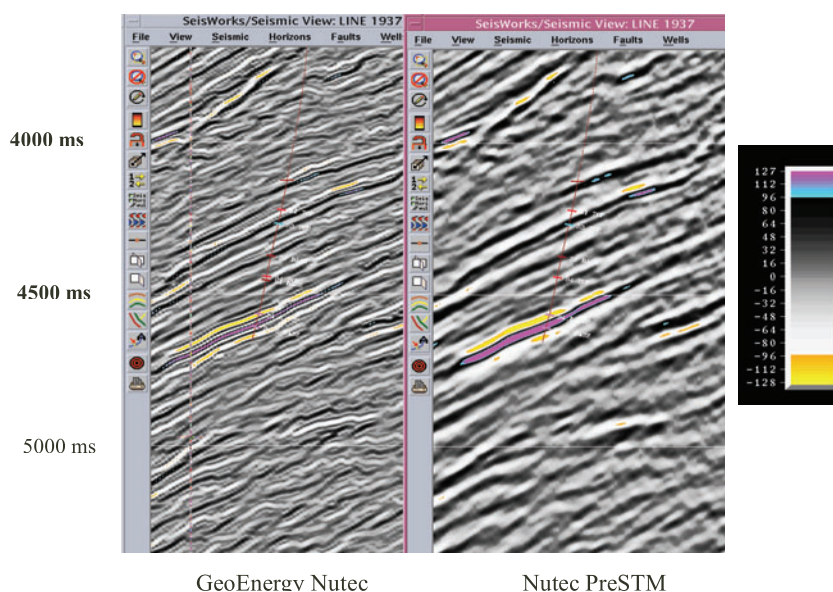 SeisWorks/Seismic View: LINE 1937
File View Seismic Horizons Faults Wells
SeisWorks/Seismic View: LINE 1937
File View Seismic Horizons Faults Wells
4000 ms
4500 ms
5000 ms
127
112
96
80
64
48
32
16
0
-16
-32
-48
-64
-80
-96
-112
-128
GeoEnergy Nutec
Nutec PreSTM